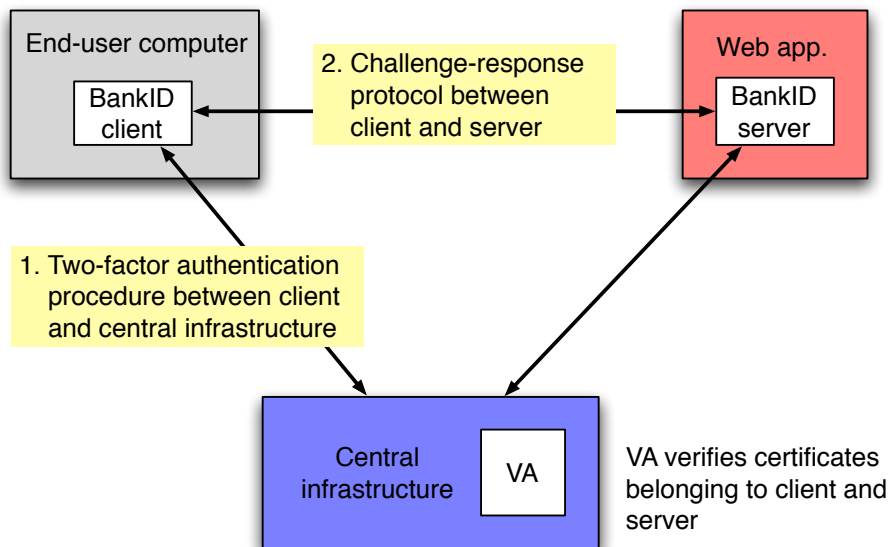 End-user computer
BankID
client
2. Challenge-response
protocol between
client and server
Web app.
BankID
server
1. Two-factor authentication
procedure between client
and central infrastructure
Central
infrastructure
VA
VA verifies certificates
belonging to client and
server